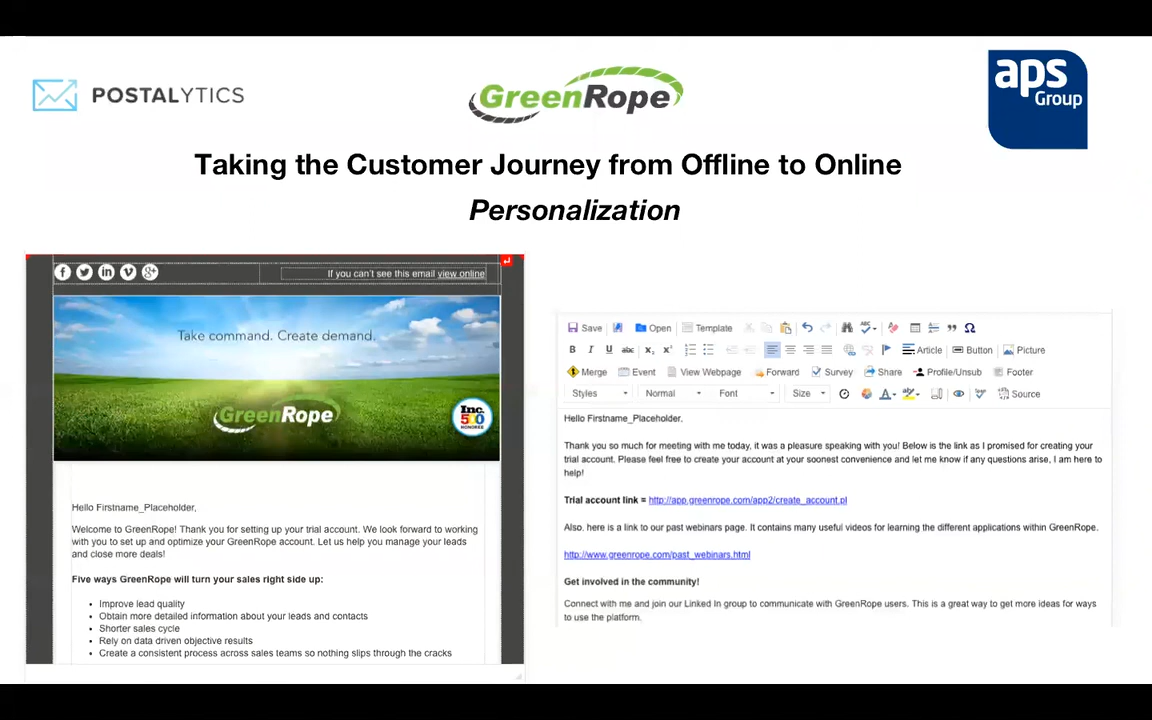 POSTALYTICS
GreenRope
aps
Group
Taking the Customer Journey from Offline to Online
Personalization
If you can't see this email view online
Take command. Create demand.
GreenRope
Inc.
500
HONOREE
Hello Firstname_Placeholder,
Welcome to GreenRope! Thank you for setting up your trial account. We look forward to working
with you to set up and optimize your GreenRope account. Let us help you manage your leads
and close more deals!
Five ways GreenRope will turn your sales right side up:
• Improve lead quality
• Obtain more detailed information about your leads and contacts
• Shorter sales cycle
• Rely on data driven objective results
• Create a consistent process across sales teams so nothing slips through the cracks
Save Open Template
B I U abc x₂ x² Article Button Picture
Merge Event View Webpage Forward Survey Share Profile/Unsub Footer
Styles Normal Font Size Source
Hello Firstname_Placeholder,
Thank you so much for meeting with me today, it was a pleasure speaking with you! Below is the link as I promised for creating your
trial account. Please feel free to create your account at your soonest convenience and let me know if any questions arise, I am here to
help!
Trial account link = http://app.greenrope.com/app2/create_account.pl
Also, here is a link to our past webinars page. It contains many useful videos for learning the different applications within GreenRope.
http://www.greenrope.com/past_webinars.html
Get involved in the community!
Connect with me and join our Linked In group to communicate with GreenRope users. This is a great way to get more ideas for ways
to use the platform.